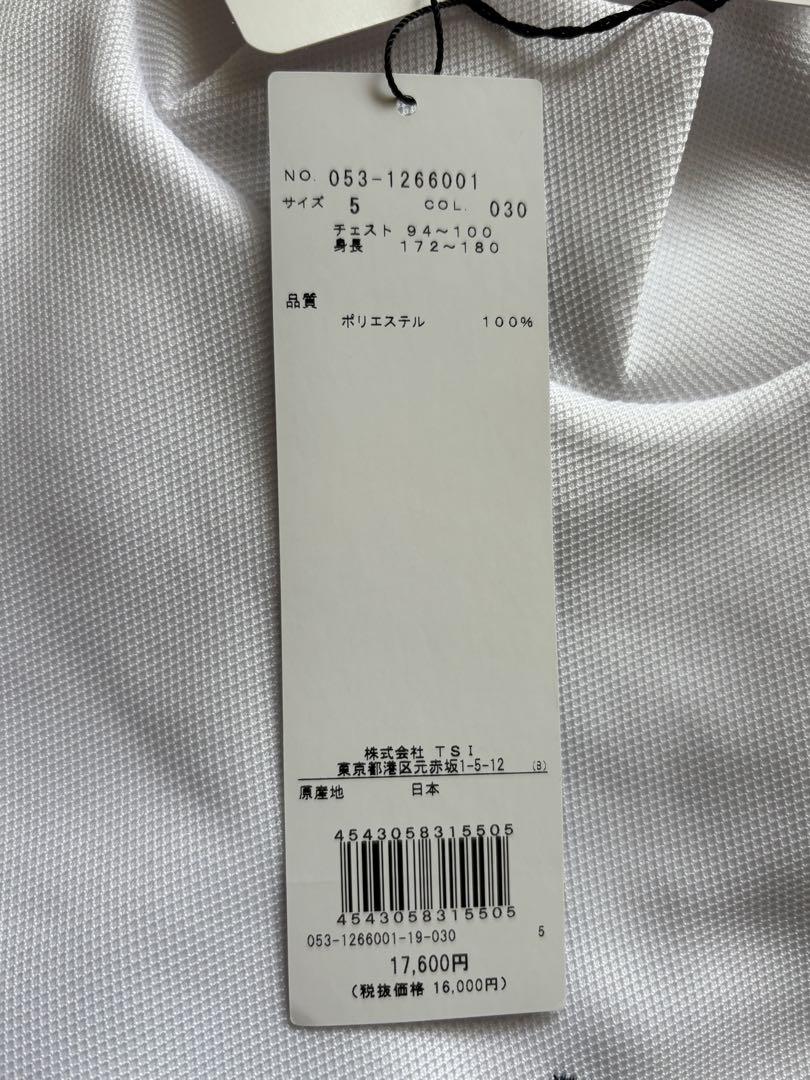 NO. 053-1266001
サイズ 5 COL. 030
チェスト 94〜100
身長 172〜180
品質
ポリエステル 100%
株式会社 TSI
東京都港区元赤坂1-5-12 (B)
原産地 日本
4543058315505
4543058315505
053-1266001-19-030 5
17,600円
(税抜価格 16,000円)